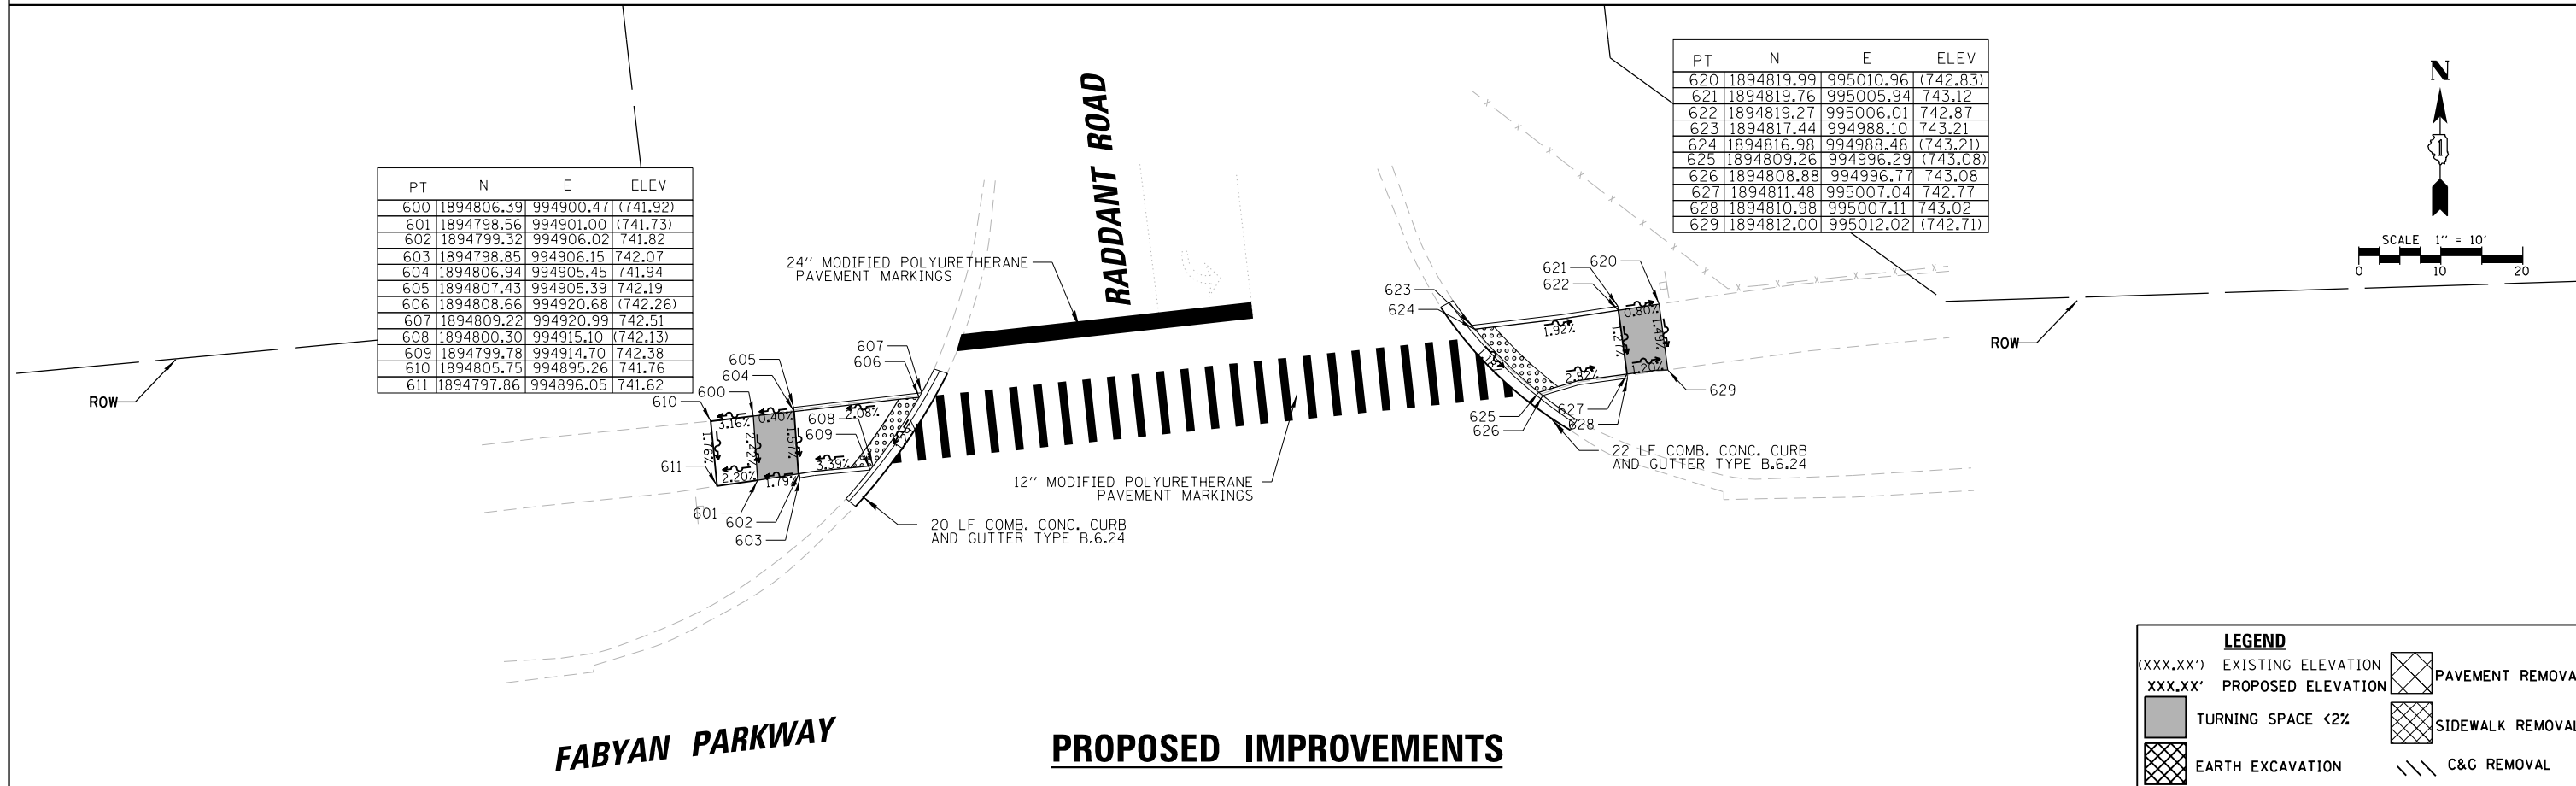 PT N E ELEV
600 1894806.39 994900.47 (741.92)
601 1894798.56 994901.00 (741.73)
602 1894799.32 994906.02 741.82
603 1894798.85 994906.15 742.07
604 1894806.94 994905.45 741.94
605 1894807.43 994905.39 742.19
606 1894808.66 994920.68 (742.26)
607 1894809.22 994920.99 742.51
608 1894800.30 994915.10 (742.13)
609 1894799.78 994914.70 742.38
610 1894805.75 994895.26 741.76
611 1894797.86 994896.05 741.62
PT N E ELEV
620 1894819.99 995010.96 (742.83)
621 1894819.76 995005.94 743.12
622 1894819.27 995006.01 742.87
623 1894817.44 994988.10 743.21
624 1894816.98 994988.48 (743.21)
625 1894809.26 994996.29 (743.08)
626 1894808.88 994996.77 743.08
627 1894811.48 995007.04 742.77
628 1894810.98 995007.11 743.02
629 1894812.00 995012.02 (742.71)
N
1
SCALE 1" = 10'
0 10 20
RADDANT ROAD
24" MODIFIED POLYURETHERANE
PAVEMENT MARKINGS
ROW
ROW
605
604
600
610
611
601
602
603
607
606
608
609
3.16%
0.40%
2.08%
1.76%
2.42%
1.57%
2.20%
1.79%
3.39%
20 LF COMB. CONC. CURB
AND GUTTER TYPE B.6.24
12" MODIFIED POLYURETHERANE
PAVEMENT MARKINGS
621
620
622
623
624
625
626
627
628
629
1.92%
0.80%
1.27%
1.49%
2.82%
1.20%
22 LF COMB. CONC. CURB
AND GUTTER TYPE B.6.24
FABYAN PARKWAY
PROPOSED IMPROVEMENTS
LEGEND
(XXX.XX') EXISTING ELEVATION
XXX.XX' PROPOSED ELEVATION
TURNING SPACE <2%
EARTH EXCAVATION
PAVEMENT REMOVA
SIDEWALK REMOVAL
C&G REMOVAL